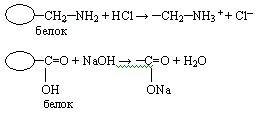 –CH₂–NH₂ + HCl → –CH₂–NH3⁺ + Cl⁻
белок
–C=O + NaOH → –C=O + H₂O
OH ONa
белок